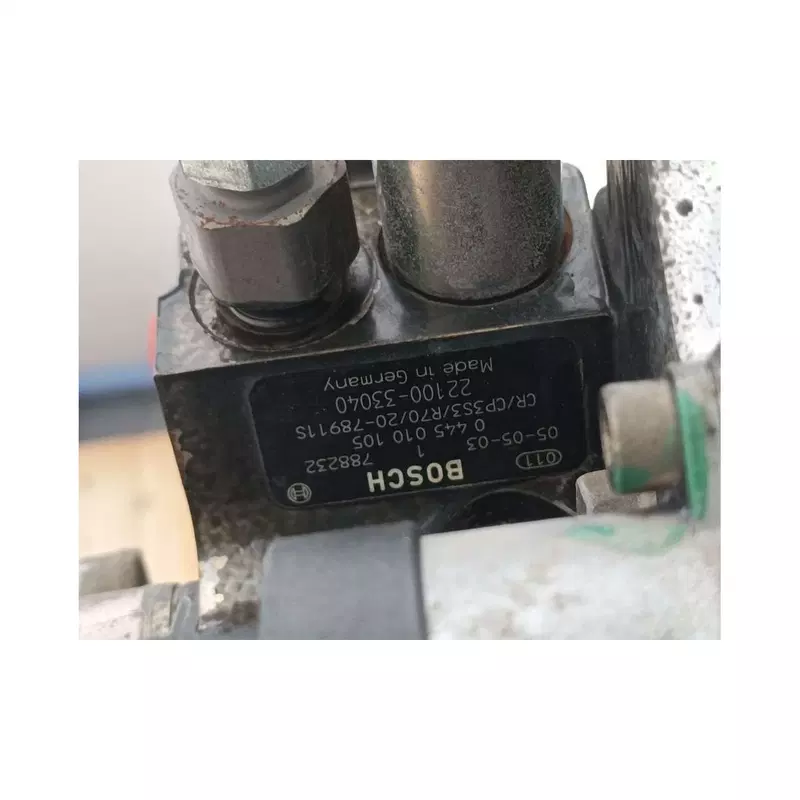 BOSCH
011 1 788232
05-05-03
0 445 010 105
CR/CP3S3/R70/20-78911S
22100-33040
Made in Germany